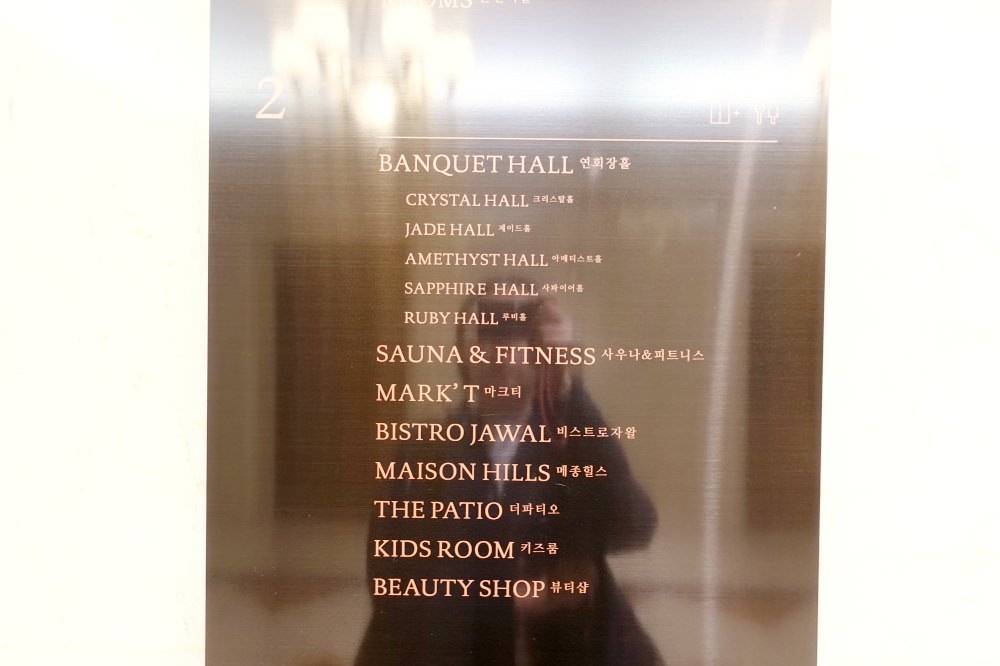 ROOMS
2
BANQUET HALL 연회장홀
CRYSTAL HALL 크리스탈홀
JADE HALL 제이드홀
AMETHYST HALL 아메티스트홀
SAPPHIRE HALL 사파이어홀
RUBY HALL 루비홀
SAUNA & FITNESS 사우나&피트니스
MARK'T 마크티
BISTRO JAWAL 비스트로자왈
MAISON HILLS 메종힐스
THE PATIO 더파티오
KIDS ROOM 키즈룸
BEAUTY SHOP 뷰티샵